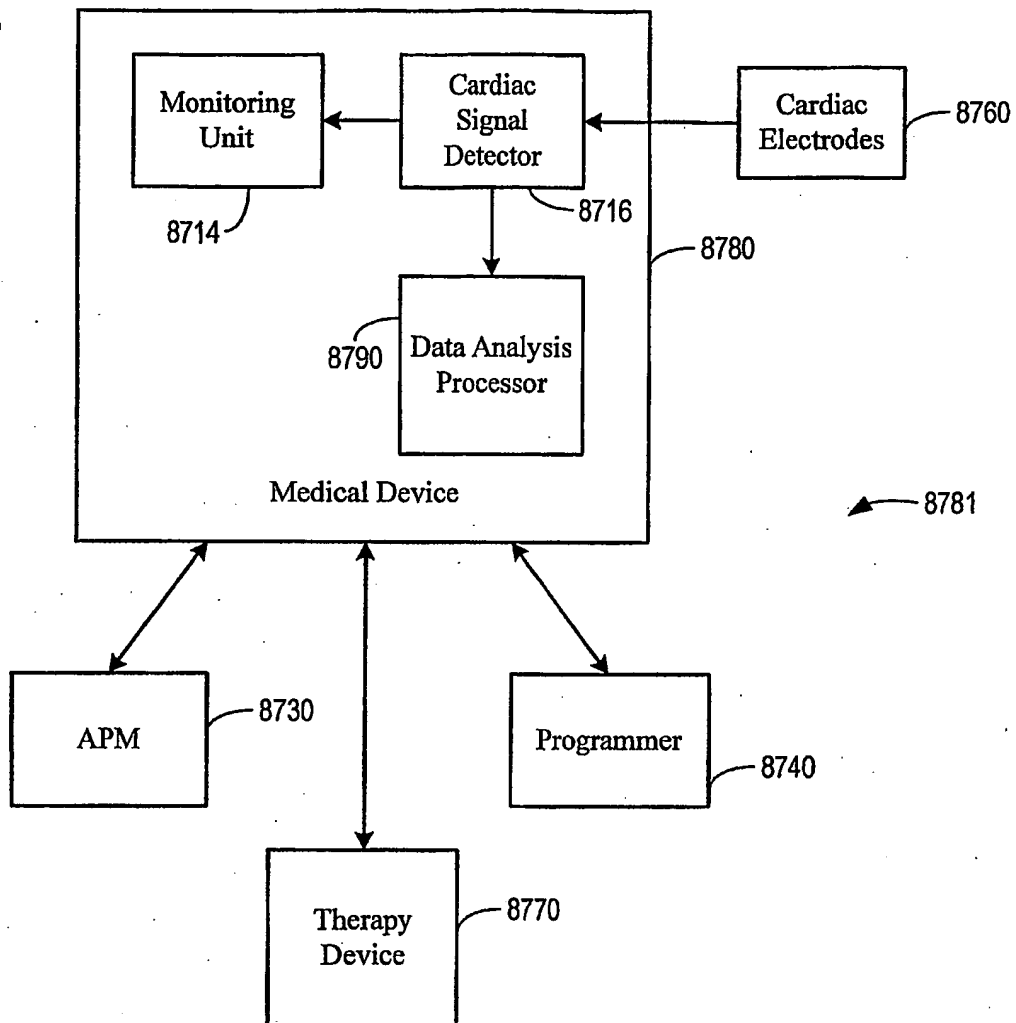 Monitoring
Unit
8714
Cardiac
Signal
Detector
8716
Cardiac
Electrodes
8760
8780
8790
Data Analysis
Processor
Medical Device
8781
APM
8730
Programmer
8740
Therapy
Device
8770